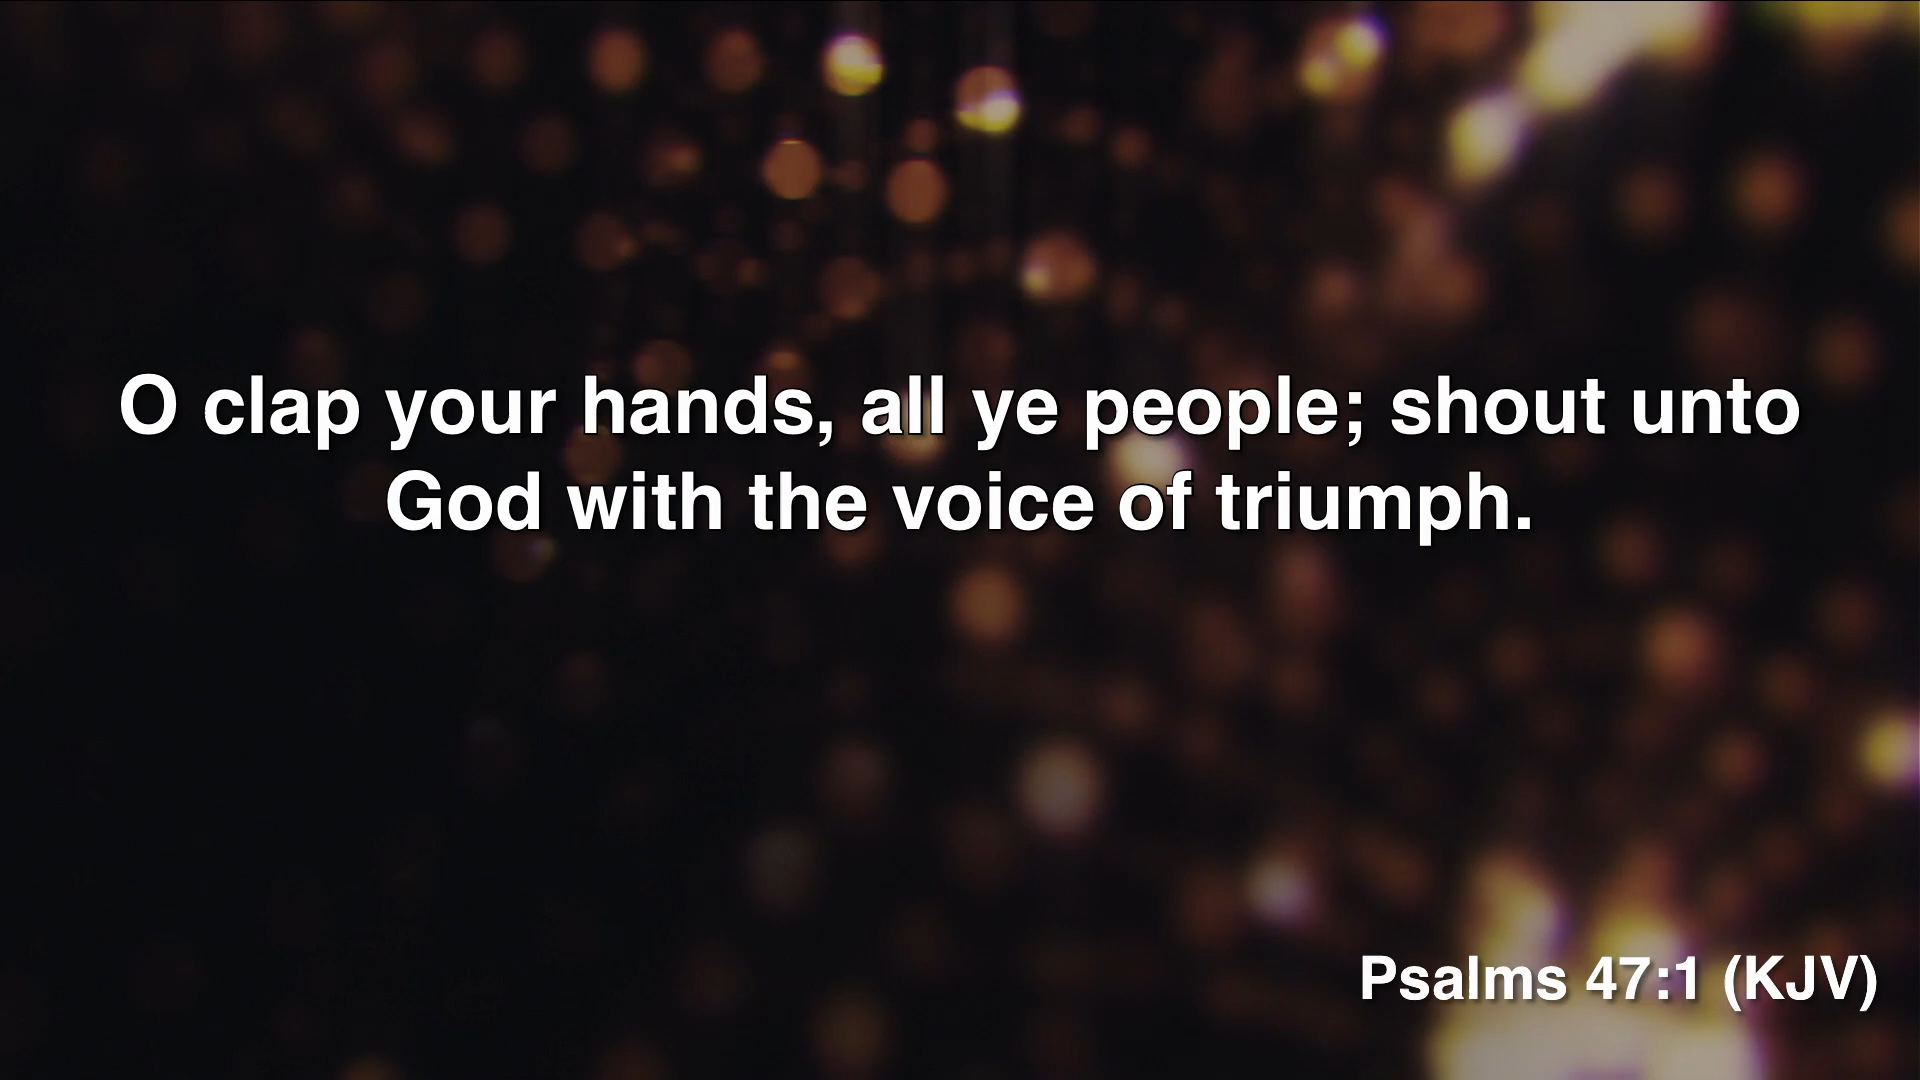 O clap your hands, all ye people; shout unto
God with the voice of triumph.
Psalms 47:1 (KJV)